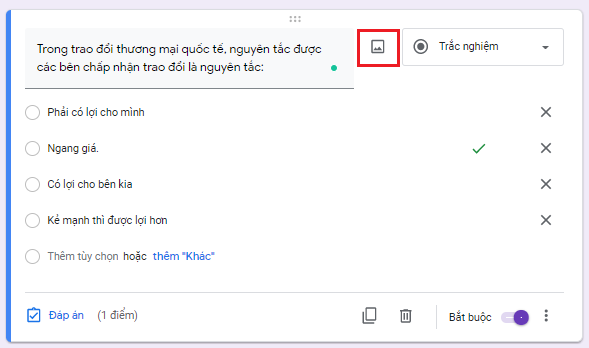 Trong trao đổi thương mại quốc tế, nguyên tắc được
các bên chấp nhận trao đổi là nguyên tắc:
Trắc nghiệm
Phải có lợi cho mình
Ngang giá.
Có lợi cho bên kia
Kẻ mạnh thì được lợi hơn
Thêm tùy chọn hoặc thêm "Khác"
Đáp án (1 điểm)
Bắt buộc